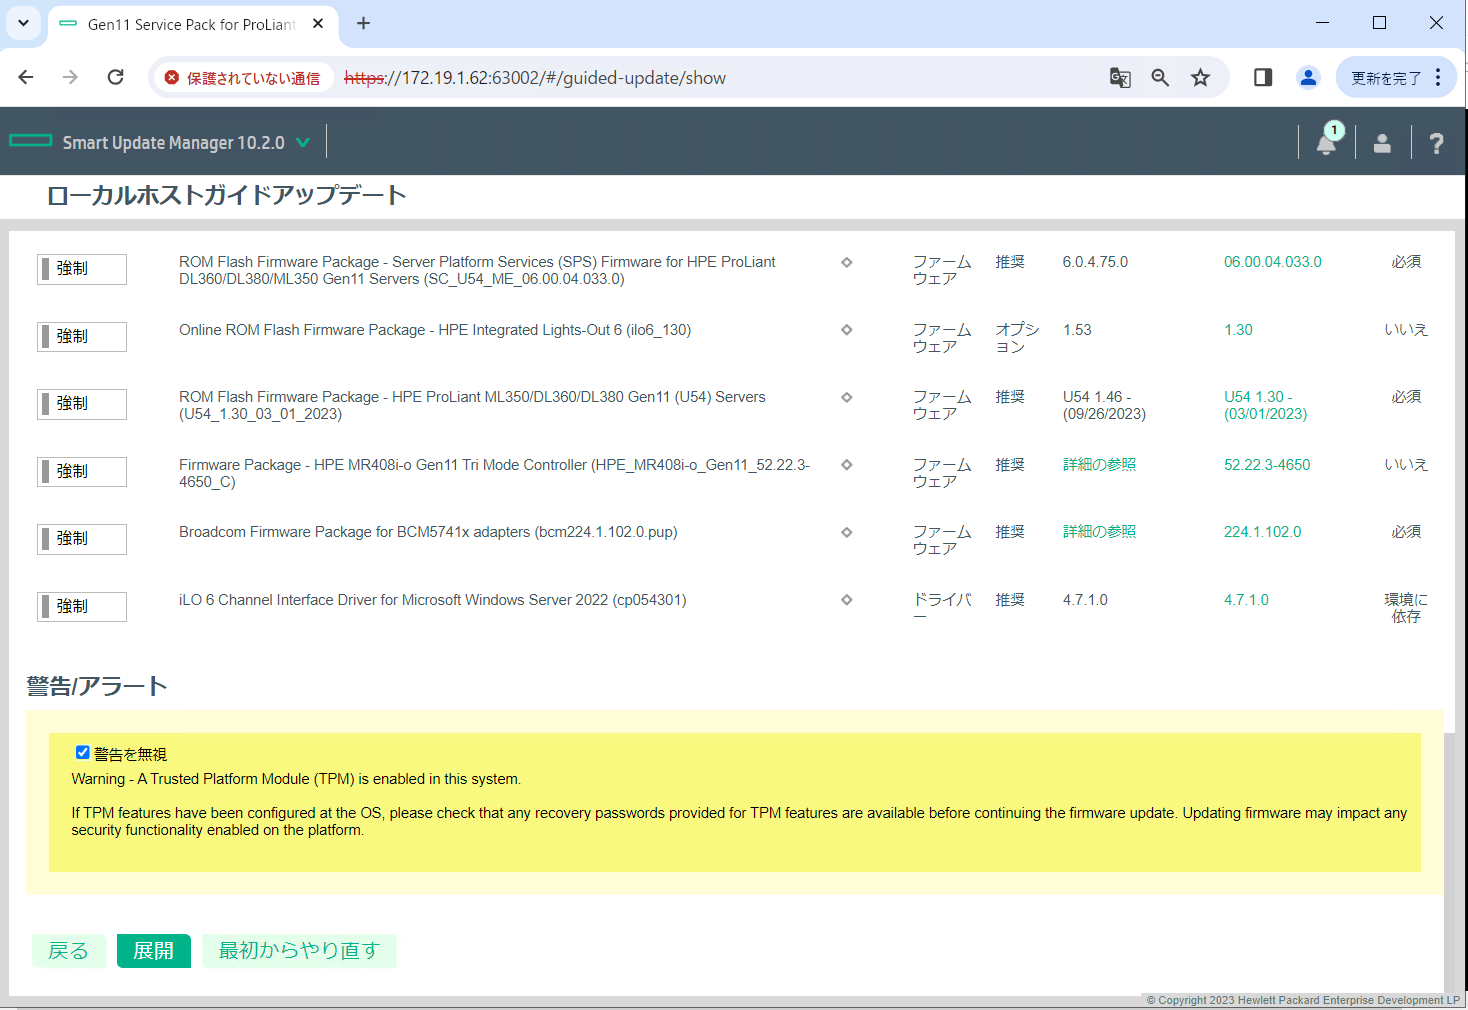 Gen11 Service Pack for ProLiant
保護されていない通信 https://172.19.1.62:63002/#/guided-update/show 更新を完了
Smart Update Manager 10.2.0 1 ?
ローカルホストガイドアップデート
強制 ROM Flash Firmware Package - Server Platform Services (SPS) Firmware for HPE ProLiant ファーム 推奨 6.0.4.75.0 06.00.04.033.0 必須
DL360/DL380/ML350 Gen11 Servers (SC_U54_ME_06.00.04.033.0) ウェア
強制 Online ROM Flash Firmware Package - HPE Integrated Lights-Out 6 (ilo6_130) ファーム オプシ 1.53 1.30 いいえ
ウェア ョン
強制 ROM Flash Firmware Package - HPE ProLiant ML350/DL360/DL380 Gen11 (U54) Servers ファーム 推奨 U54 1.46 - U54 1.30 - 必須
(U54_1.30_03_01_2023) ウェア (09/26/2023) (03/01/2023)
強制 Firmware Package - HPE MR408i-o Gen11 Tri Mode Controller (HPE_MR408i-o_Gen11_52.22.3- ファーム 推奨 詳細の参照 52.22.3-4650 いいえ
4650_C) ウェア
強制 Broadcom Firmware Package for BCM5741x adapters (bcm224.1.102.0.pup) ファーム 推奨 詳細の参照 224.1.102.0 必須
ウェア
強制 iLO 6 Channel Interface Driver for Microsoft Windows Server 2022 (cp054301) ドライバ 推奨 4.7.1.0 4.7.1.0 環境に
ー 依存
警告/アラート
警告を無視
Warning - A Trusted Platform Module (TPM) is enabled in this system.
If TPM features have been configured at the OS, please check that any recovery passwords provided for TPM features are available before continuing the firmware update. Updating firmware may impact any
security functionality enabled on the platform.
戻る 展開 最初からやり直す
© Copyright 2023 Hewlett Packard Enterprise Development LP